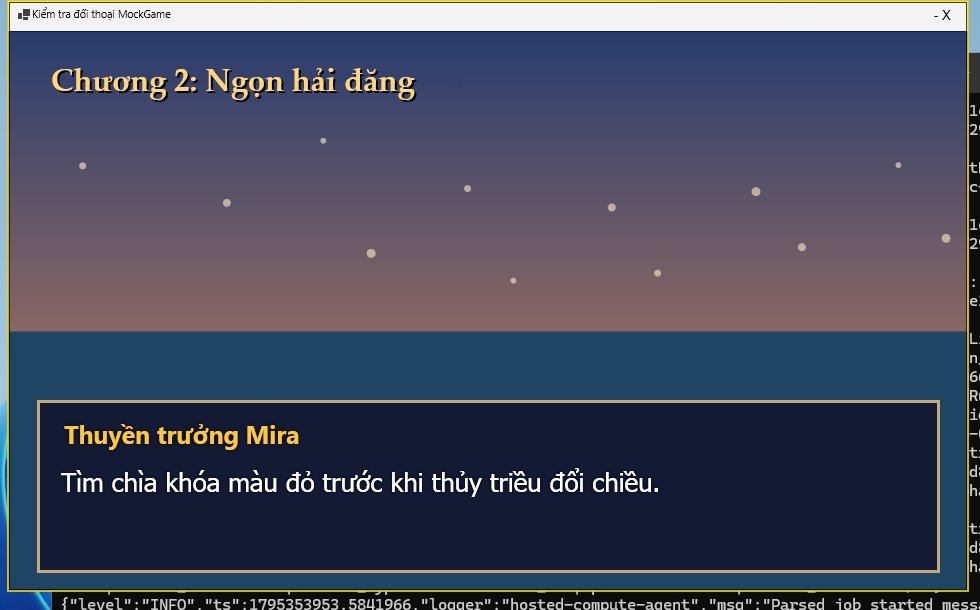 Kiểm tra đối thoại MockGame
- X
Chương 2: Ngọn hải đăng
Thuyền trưởng Mira
Tìm chìa khóa màu đỏ trước khi thủy triều đổi chiều.
{"level":"INFO","ts":1795353953.5841966,"logger":"hosted-compute-agent","msg":"Parsed job started